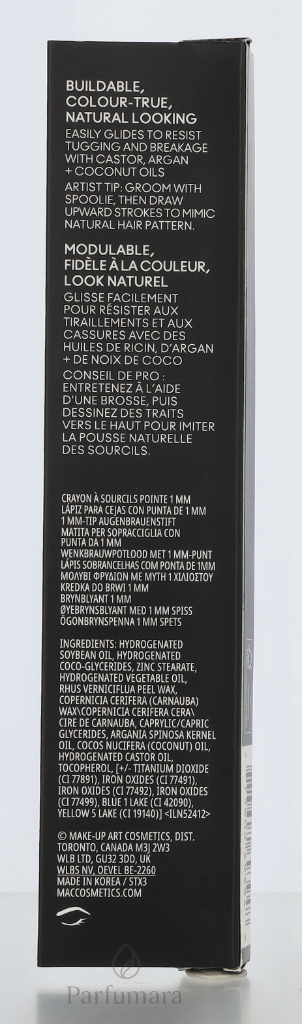 BUILDABLE,
COLOUR-TRUE,
NATURAL LOOKING
EASILY GLIDES TO RESIST
TUGGING AND BREAKAGE
WITH CASTOR, ARGAN
+ COCONUT OILS
ARTIST TIP: GROOM WITH
SPOOLIE, THEN DRAW
UPWARD STROKES TO MIMIC
NATURAL HAIR PATTERN.
MODULABLE,
FIDÈLE À LA COULEUR,
LOOK NATUREL
GLISSE FACILEMENT
POUR RÉSISTER AUX
TIRAILLEMENTS ET AUX
CASSURES AVEC DES
HUILES DE RICIN, D'ARGAN
+ DE NOIX DE COCO
CONSEIL DE PRO :
ENTRETENEZ À L'AIDE
D'UNE BROSSE, PUIS
DESSINEZ DES TRAITS
VERS LE HAUT POUR IMITER
LA POUSSE NATURELLE
DES SOURCILS.
CRAYON À SOURCILS POINTE 1 MM
LÁPIZ PARA CEJAS CON PUNTA DE 1 MM
1 MM-TIP AUGENBRAUENSTIFT
MATITA PER SOPRACCIGLIA CON
PUNTA DA 1 MM
WENKBRAUWPOTLOOD MET 1 MM-PUNT
LÁPIS SOBRANCELHAS COM PONTA DE 1MM
ΜΟΛΥΒΙ ΦΡΥΔΙΩΝ ΜΕ ΜΥΤΗ 1 ΧΙΛΙΟΣΤΟΥ
KREDKA DO BRWI 1 MM
BRYNBLYANT 1 MM
ØYEBRYNSBLYANT MED 1 MM SPISS
ÖGONBRYNSPENNA 1 MM SPETS
INGREDIENTS: HYDROGENATED
SOYBEAN OIL, HYDROGENATED
COCO-GLYCERIDES, ZINC STEARATE,
HYDROGENATED VEGETABLE OIL,
RHUS VERNICIFLUA PEEL WAX,
COPERNICIA CERIFERA (CARNAUBA)
WAX\COPERNICIA CERIFERA CERA\
CIRE DE CARNAUBA, CAPRYLIC/CAPRIC
GLYCERIDES, ARGANIA SPINOSA KERNEL
OIL, COCOS NUCIFERA (COCONUT) OIL,
HYDROGENATED CASTOR OIL,
TOCOPHEROL, [+/- TITANIUM DIOXIDE
(CI 77891), IRON OXIDES (CI 77491),
IRON OXIDES (CI 77492), IRON OXIDES
(CI 77499), BLUE 1 LAKE (CI 42090),
YELLOW 5 LAKE (CI 19140)] <ILN52412>
© MAKE-UP ART COSMETICS, DIST.
TORONTO, CANADA M3J 2W3
WLB LTD, GU32 3DD, UK
WLBS NV, OEVEL BE-2260
MADE IN KOREA / STX3
MACCOSMETICS.COM
Parfumara